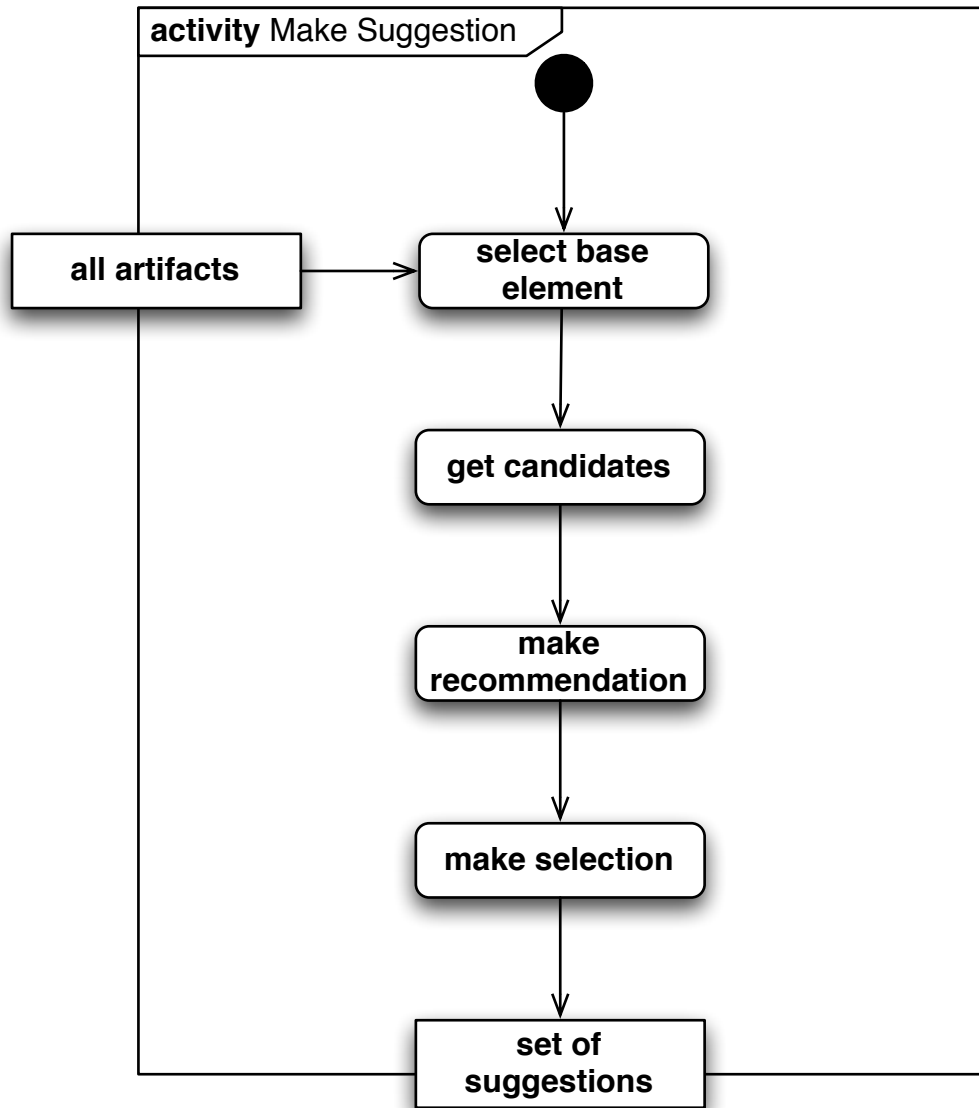 activity Make Suggestion
all artifacts
select base
element
get candidates
make
recommendation
make selection
set of
suggestions